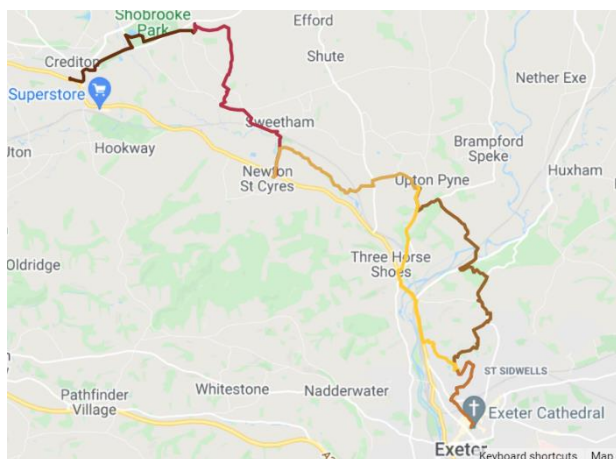 Shobrooke
Park
Efford
Crediton
Shute
Nether Exe
Superstore
Sweetham
Brampford
Speke
Hookway
Newton
St Cyres
Upton Pyne
Huxham
Three Horse
Shoes
Oldridge
ST SIDWELLS
Whitestone
Nadderwater
Pathfinder
Village
Exeter Cathedral
Exeter
Keyboard shortcuts
Map